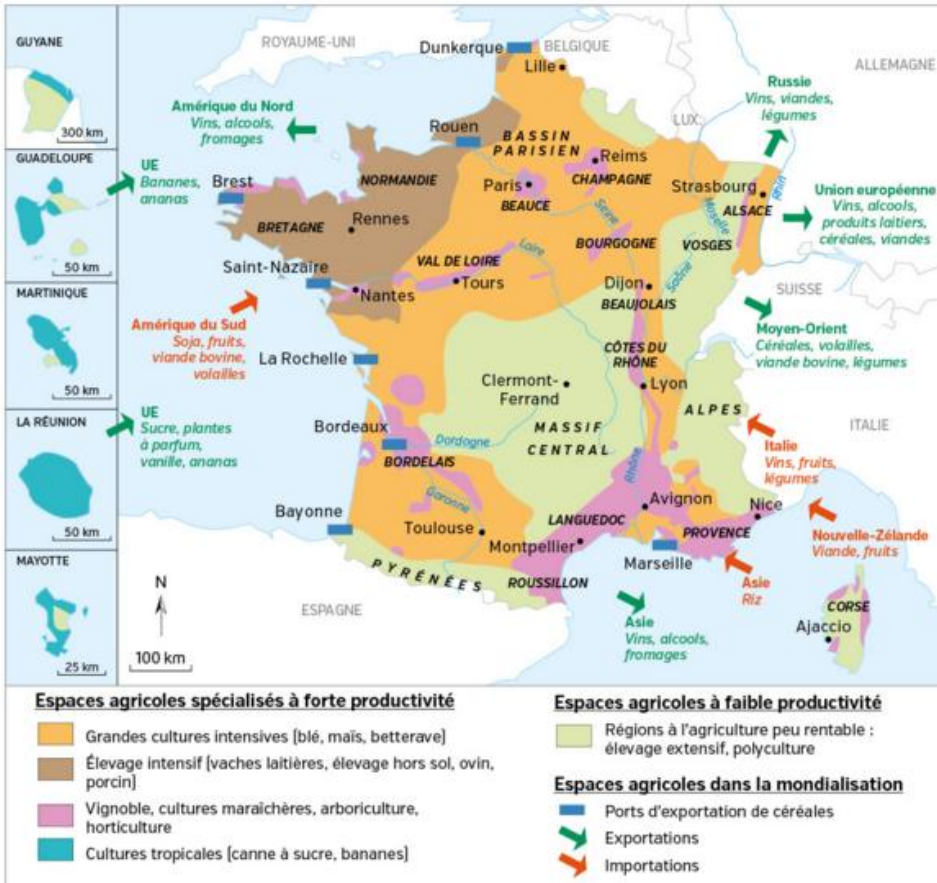 GUYANE
300 km
GUADELOUPE
50 km
MARTINIQUE
50 km
LA RÉUNION
50 km
MAYOTTE
25 km
UE
Bananes,
ananas
UE
Sucre, plantes
à parfum,
vanille, ananas
ROYAUME-UNI
BELGIQUE
ALLEMAGNE
LUX.
SUISSE
ITALIE
ESPAGNE
Amérique du Nord
Vins, alcools,
fromages
Russie
Vins, viandes,
légumes
Union européenne
Vins, alcools,
produits laitiers,
céréales, viandes
Moyen-Orient
Céréales, volailles,
viande bovine, légumes
Amérique du Sud
Soja, fruits,
viande bovine,
volailles
Italie
Vins, fruits,
légumes
Nouvelle-Zélande
Viande, fruits
Asie
Riz
Asie
Vins, alcools,
fromages
Dunkerque
Lille
Rouen
BASSIN
PARISIEN
Reims
CHAMPAGNE
Paris
BEAUCE
Seine
Strasbourg
ALSACE
Rhin
Moselle
VOSGES
Brest
NORMANDIE
BRETAGNE
Rennes
Saint-Nazaire
Nantes
VAL DE LOIRE
Tours
Loire
BOURGOGNE
Dijon
Saône
BEAUJOLAIS
CÔTES DU
RHÔNE
La Rochelle
Clermont-
Ferrand
Lyon
ALPES
MASSIF
CENTRAL
Bordeaux
BORDELAIS
Dordogne
Garonne
Rhône
Avignon
Nice
PROVENCE
Bayonne
Toulouse
LANGUEDOC
Montpellier
Marseille
PYRÉNÉES
ROUSSILLON
CORSE
Ajaccio
N
100 km
Espaces agricoles spécialisés à forte productivité
Grandes cultures intensives (blé, maïs, betterave)
Élevage intensif (vaches laitières, élevage hors sol, ovin,
porcin)
Vignoble, cultures maraîchères, arboriculture,
horticulture
Cultures tropicales (canne à sucre, bananes)
Espaces agricoles à faible productivité
Régions à l'agriculture peu rentable :
élevage extensif, polyculture
Espaces agricoles dans la mondialisation
Ports d'exportation de céréales
Exportations
Importations